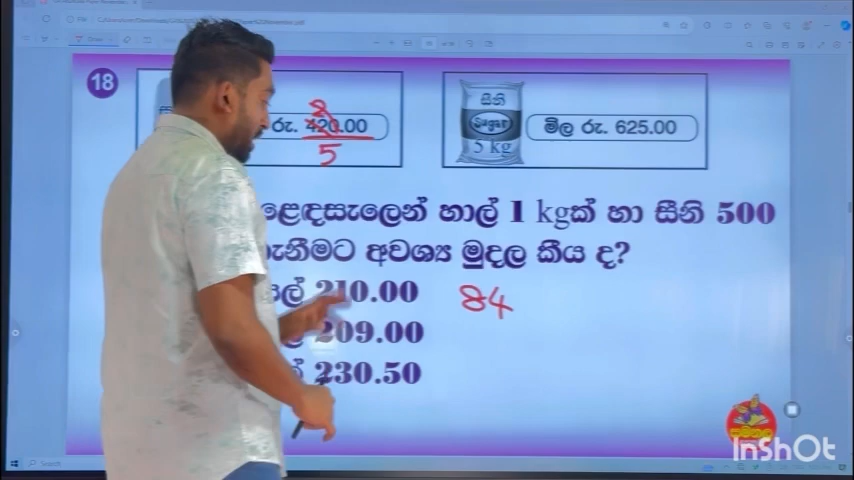 18
රු. 420.00
5
සීනි
Sugar
5 kg
මිල රු. 625.00
වෙළෙඳසැලෙන් හාල් 1 kgක් හා සීනි 500
ගැනීමට අවශ්‍ය මුදල කීය ද?
210.00
84
209.00
230.50
InShOt